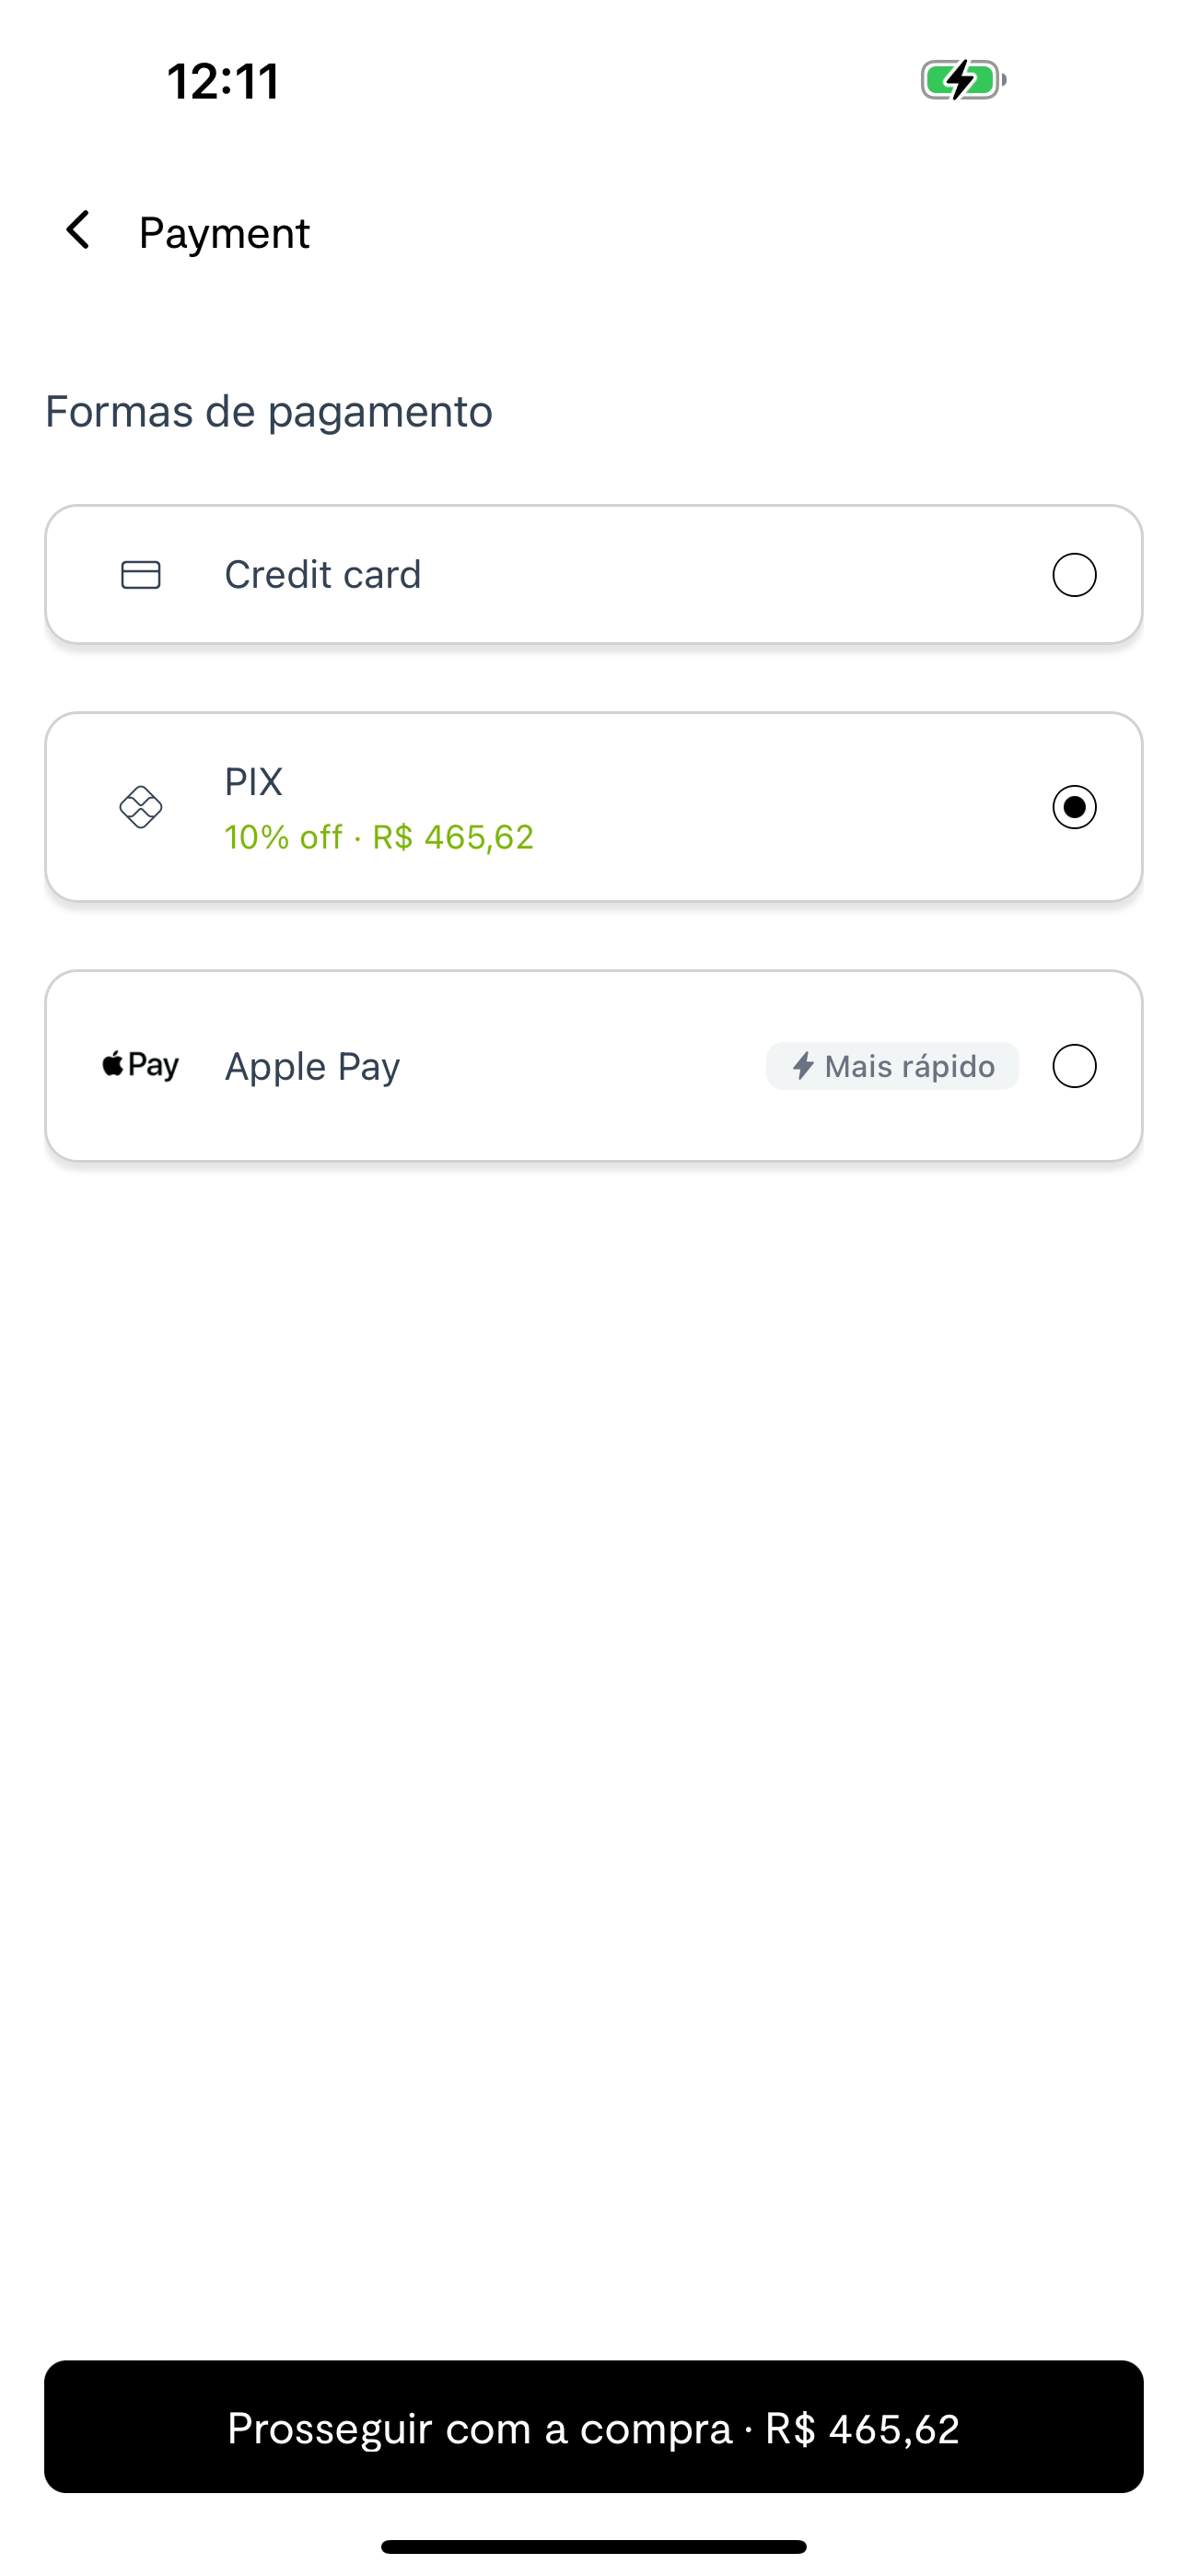 12:11
Payment
Formas de pagamento
Credit card
PIX
10% off · R$ 465,62
Pay Apple Pay Mais rápido
Prosseguir com a compra · R$ 465,62